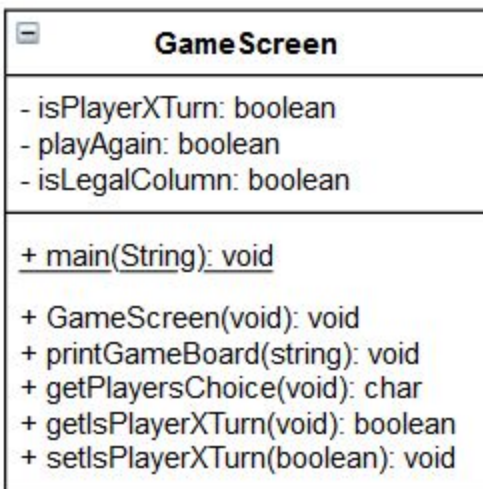 GameScreen
- isPlayerXTurn: boolean
- playAgain: boolean
- isLegalColumn: boolean
+ main(String): void
+ GameScreen(void): void
+ printGameBoard(string): void
+ getPlayersChoice(void): char
+ getIsPlayerXTurn(void): boolean
+ setIsPlayerXTurn(boolean): void